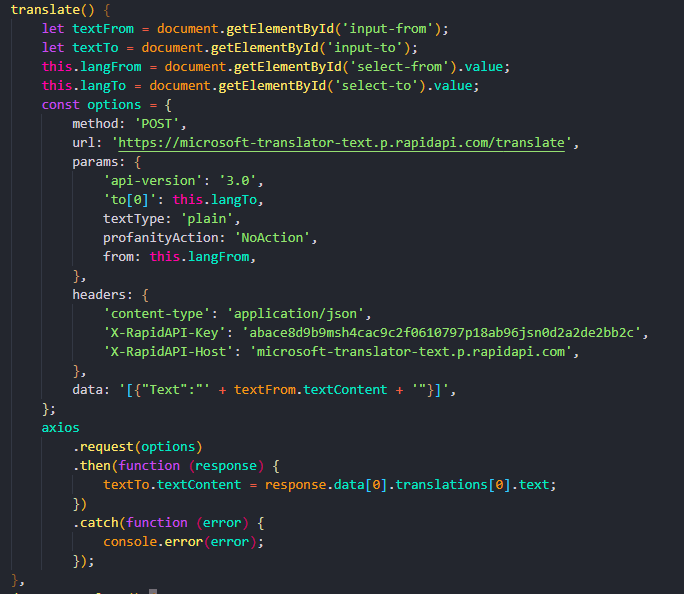 translate() {
let textFrom = document.getElementById('input-from');
let textTo = document.getElementById('input-to');
this.langFrom = document.getElementById('select-from').value;
this.langTo = document.getElementById('select-to').value;
const options = {
method: 'POST',
url: 'https://microsoft-translator-text.p.rapidapi.com/translate',
params: {
'api-version': '3.0',
'to[0]': this.langTo,
textType: 'plain',
profanityAction: 'NoAction',
from: this.langFrom,
},
headers: {
'content-type': 'application/json',
'X-RapidAPI-Key': 'abace8d9b9msh4cac9c2f0610797p18ab96jsn0d2a2de2bb2c',
'X-RapidAPI-Host': 'microsoft-translator-text.p.rapidapi.com',
},
data: '[{"Text":"' + textFrom.textContent + '"}]',
};
axios
.request(options)
.then(function (response) {
textTo.textContent = response.data[0].translations[0].text;
})
.catch(function (error) {
console.error(error);
});
},